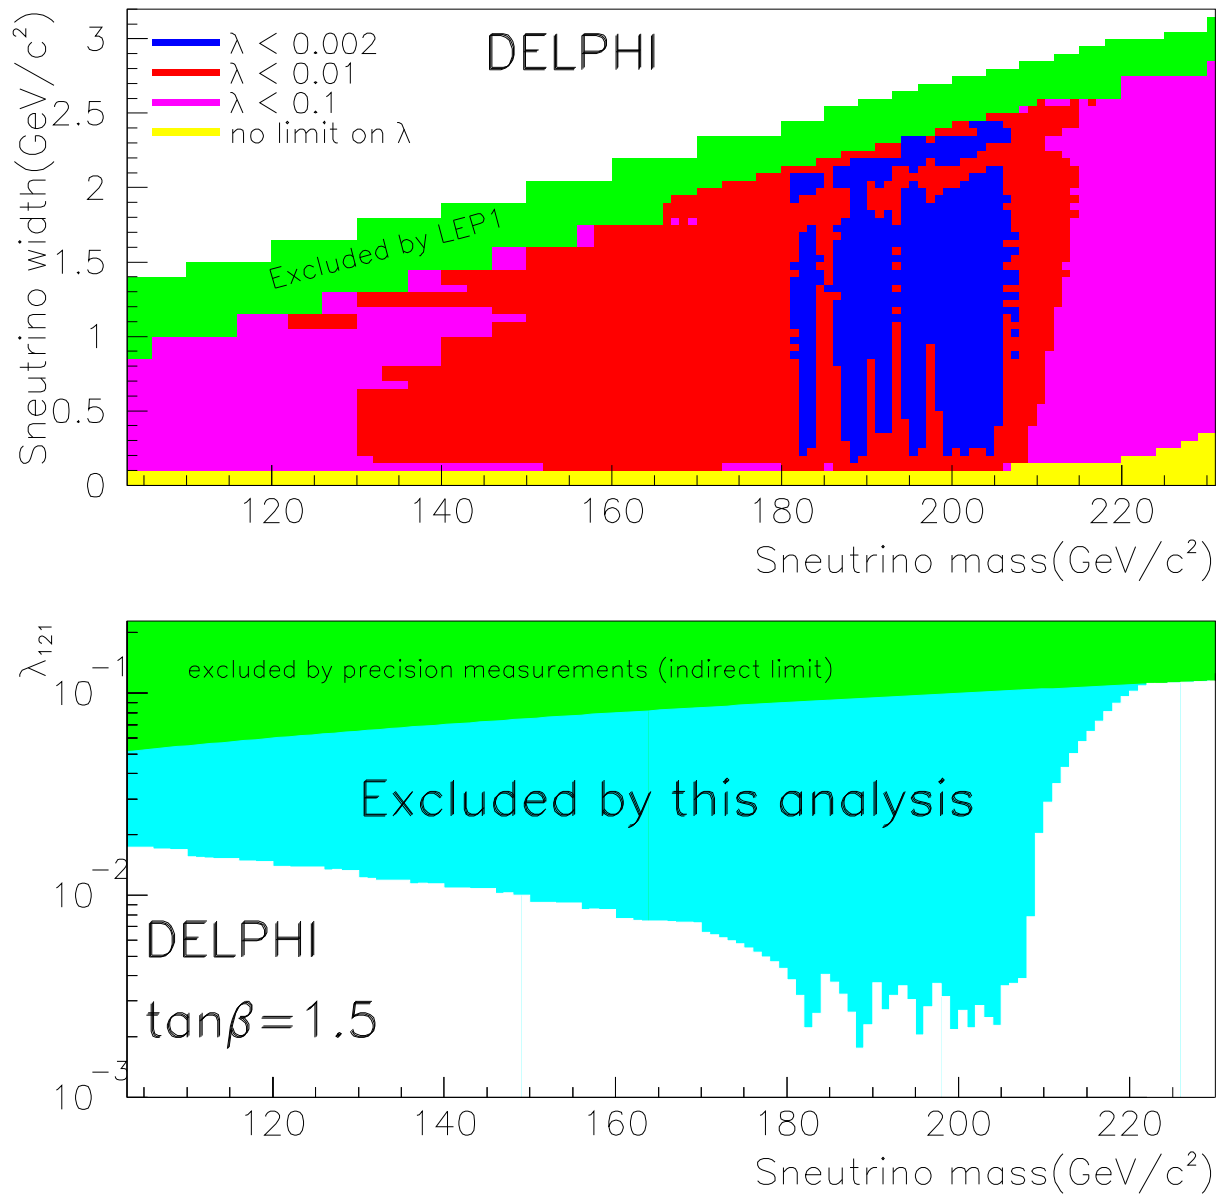 DELPHI
λ < 0.002
λ < 0.01
λ < 0.1
no limit on λ
Excluded by LEP1
Sneutrino width(GeV/c²)
3
2.5
2
1.5
1
0.5
0
120 140 160 180 200 220
Sneutrino mass(GeV/c²)
λ₁₂₁
excluded by precision measurements (indirect limit)
Excluded by this analysis
DELPHI
tanβ=1.5
10⁻¹
10⁻²
10⁻³
120 140 160 180 200 220
Sneutrino mass(GeV/c²)